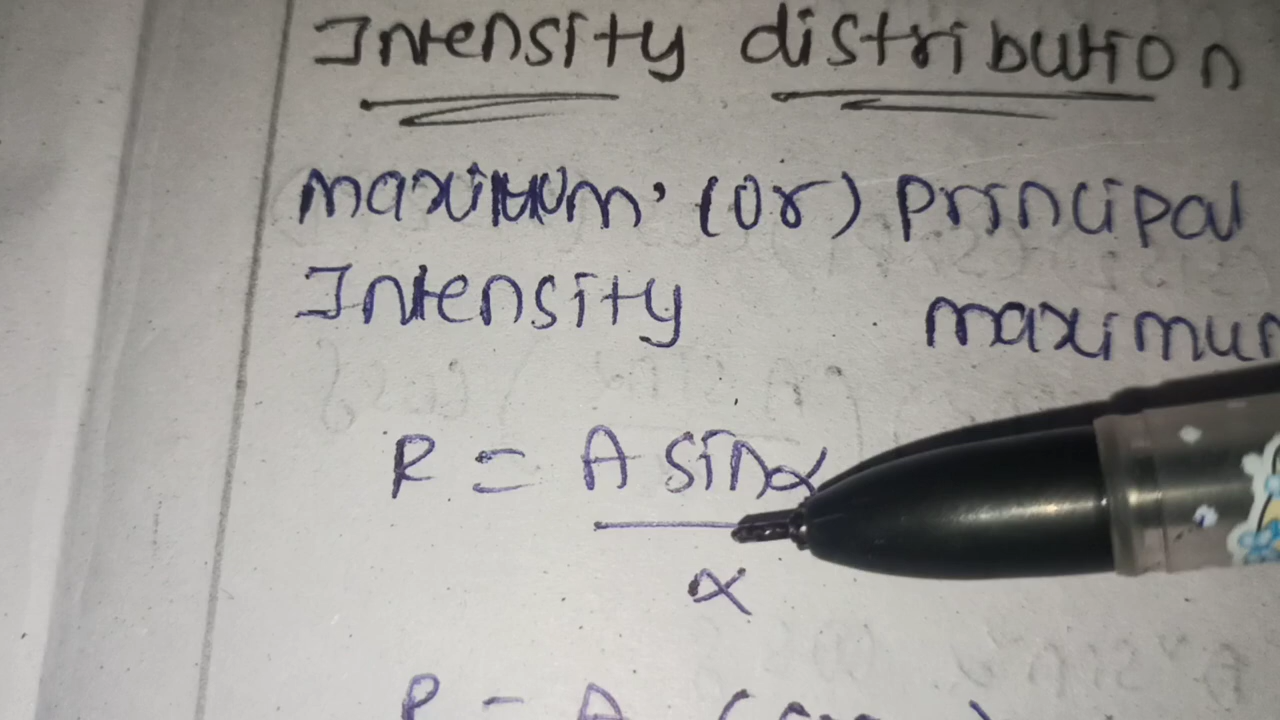 Intensity distribution
maximum (or) principal
Intensity maximum
R = A sinα
α
R = A (